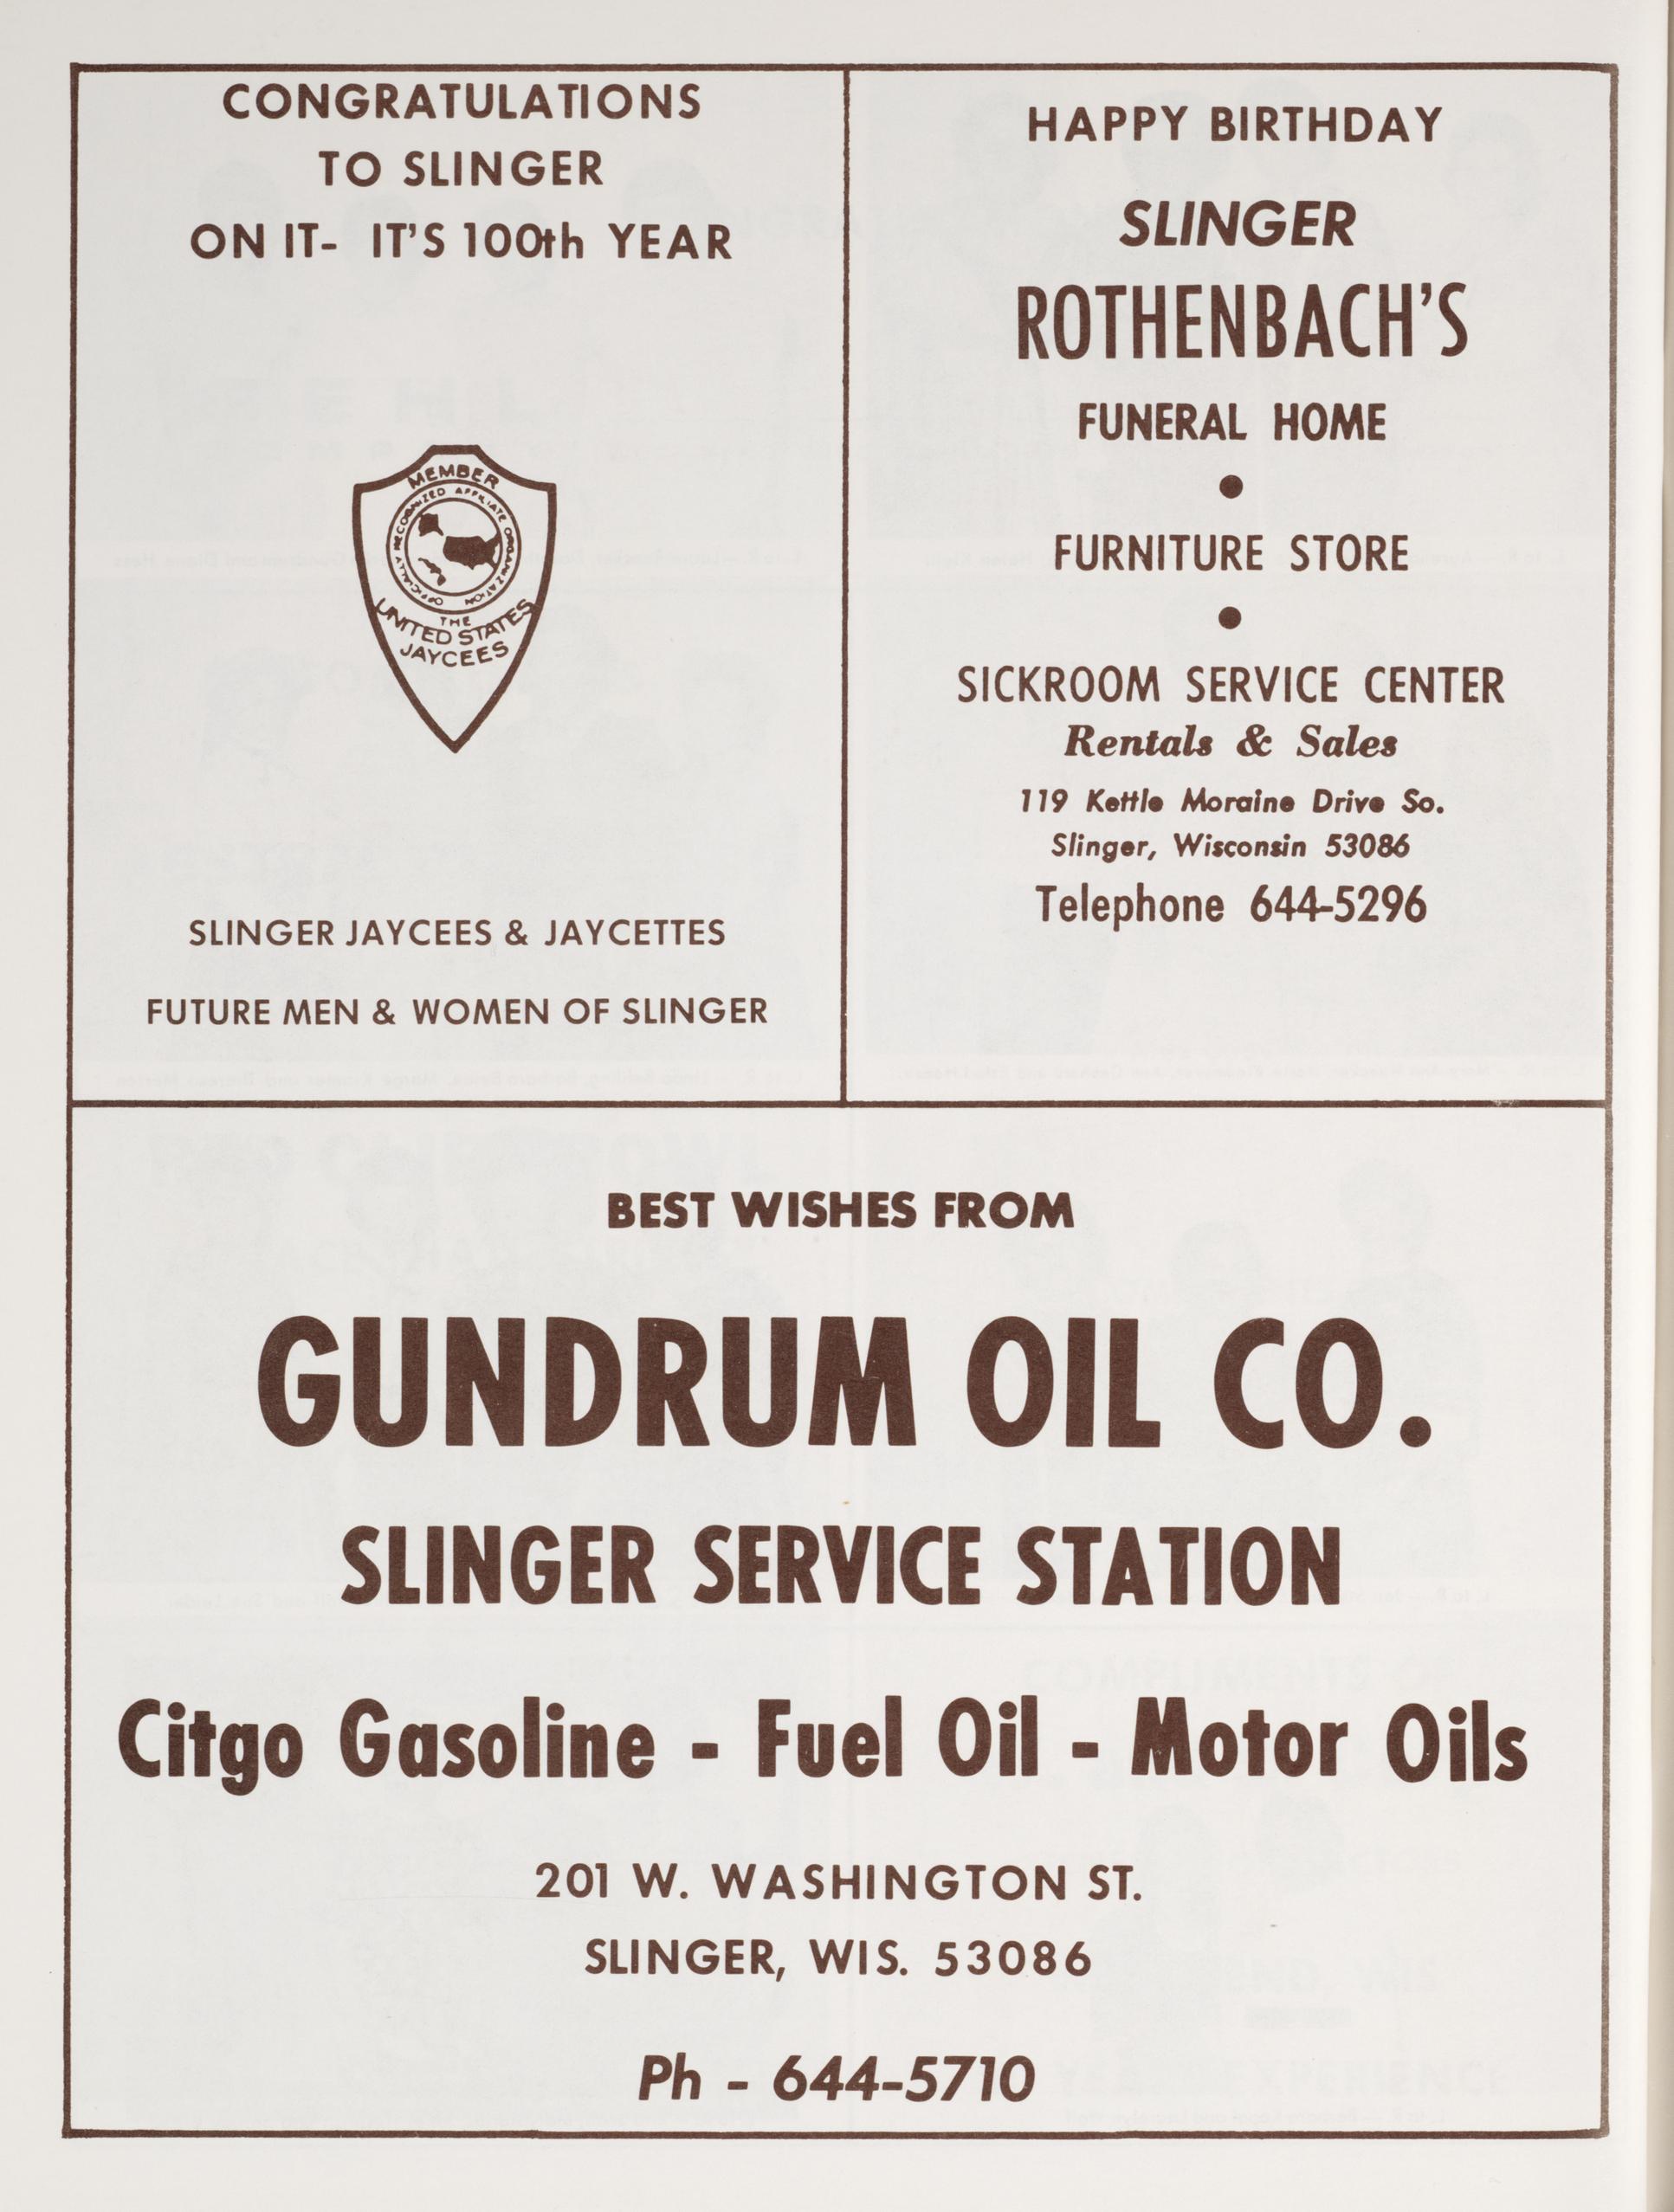 CONGRATULATIONS
TO SLINGER
ON IT- IT'S 100th YEAR
MEMBER
OFFICIALLY RECOGNIZED AFFILIATE ORGANIZATION
THE
UNITED STATES
JAYCEES
SLINGER JAYCEES & JAYCETTES
FUTURE MEN & WOMEN OF SLINGER
HAPPY BIRTHDAY
SLINGER
ROTHENBACH'S
FUNERAL HOME
•
FURNITURE STORE
•
SICKROOM SERVICE CENTER
Rentals & Sales
119 Kettle Moraine Drive So.
Slinger, Wisconsin 53086
Telephone 644-5296
BEST WISHES FROM
GUNDRUM OIL CO.
SLINGER SERVICE STATION
Citgo Gasoline - Fuel Oil - Motor Oils
201 W. WASHINGTON ST.
SLINGER, WIS. 53086
Ph - 644-5710